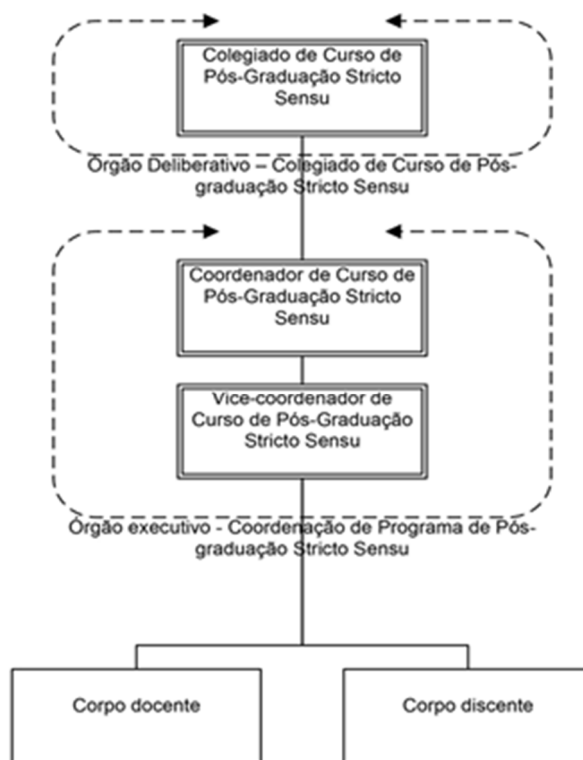 Colegiado de Curso de
Pós-Graduação Stricto
Sensu
Órgão Deliberativo – Colegiado de Curso de Pós-
graduação Stricto Sensu
Coordenador de Curso de
Pós-Graduação Stricto
Sensu
Vice-coordenador de
Curso de Pós-Graduação
Stricto Sensu
Órgão executivo - Coordenação de Programa de Pós-
graduação Stricto Sensu
Corpo docente
Corpo discente